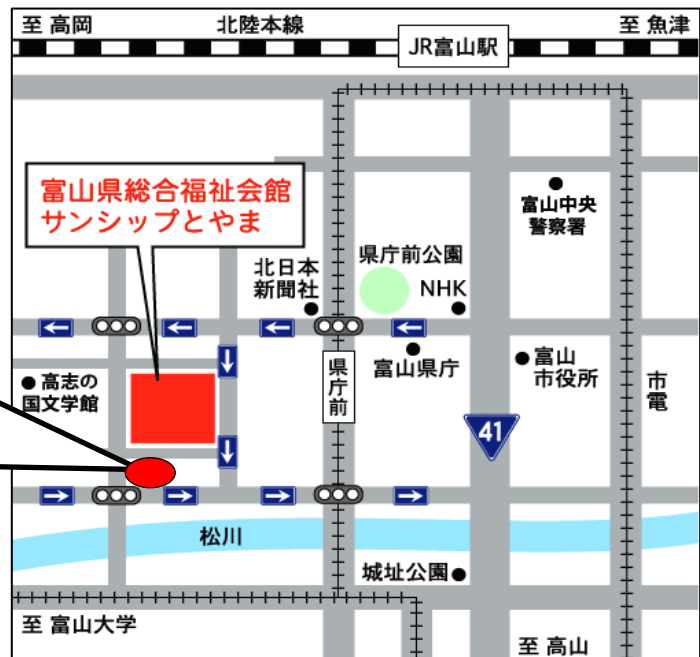 至 高岡
北陸本線
至 魚津
JR富山駅
富山県総合福祉会館
サンシップとやま
富山中央
警察署
県庁前公園
北日本
新聞社
NHK
富山県庁
富山
市役所
高志の
国文学館
県庁前
市電
41
松川
城址公園
至 富山大学
至 高山